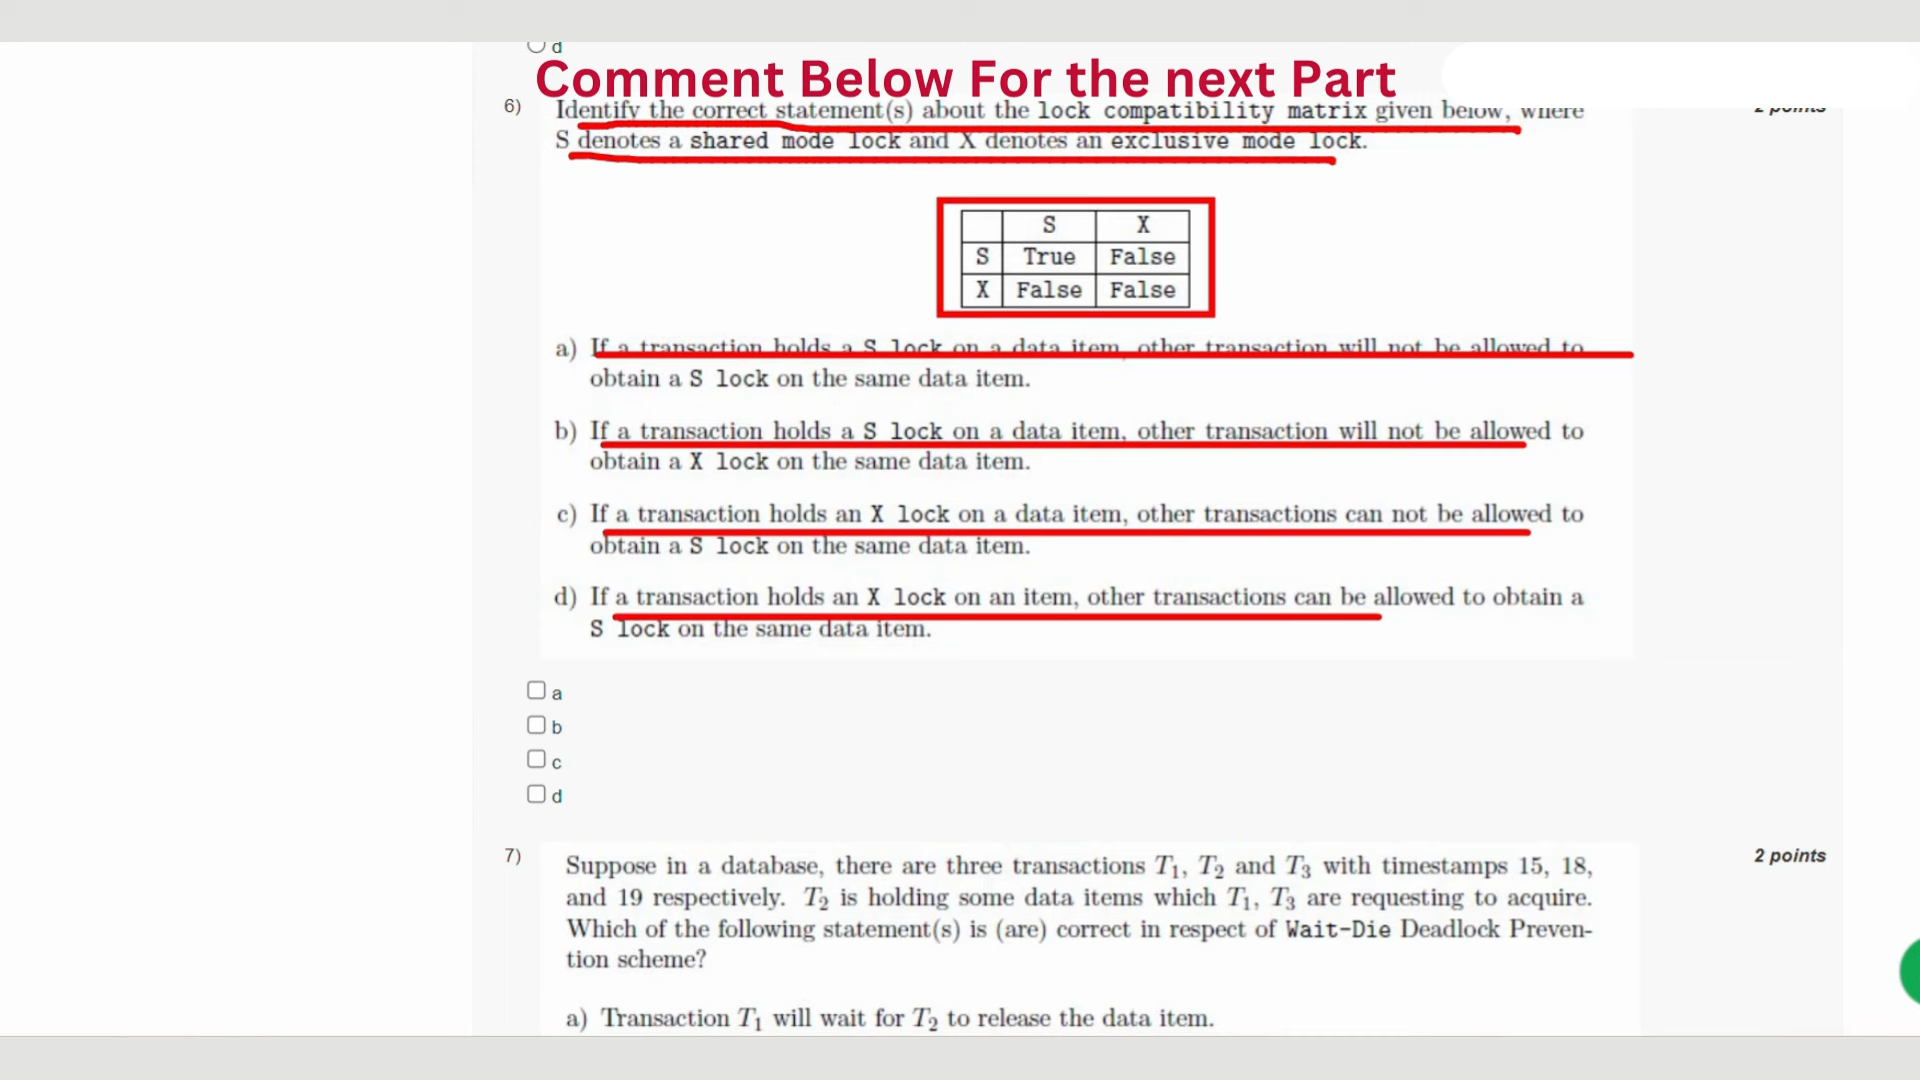 d
Comment Below For the next Part
6) Identify the correct statement(s) about the lock compatibility matrix given below, where
2 points
S denotes a shared mode lock and X denotes an exclusive mode lock.
S X
S True False
X False False
a) If a transaction holds a S lock on a data item, other transaction will not be allowed to
obtain a S lock on the same data item.
b) If a transaction holds a S lock on a data item, other transaction will not be allowed to
obtain a X lock on the same data item.
c) If a transaction holds an X lock on a data item, other transactions can not be allowed to
obtain a S lock on the same data item.
d) If a transaction holds an X lock on an item, other transactions can be allowed to obtain a
S lock on the same data item.
a
b
c
d
7) Suppose in a database, there are three transactions T1, T2 and T3 with timestamps 15, 18,
2 points
and 19 respectively. T2 is holding some data items which T1, T3 are requesting to acquire.
Which of the following statement(s) is (are) correct in respect of Wait-Die Deadlock Preven-
tion scheme?
a) Transaction T1 will wait for T2 to release the data item.